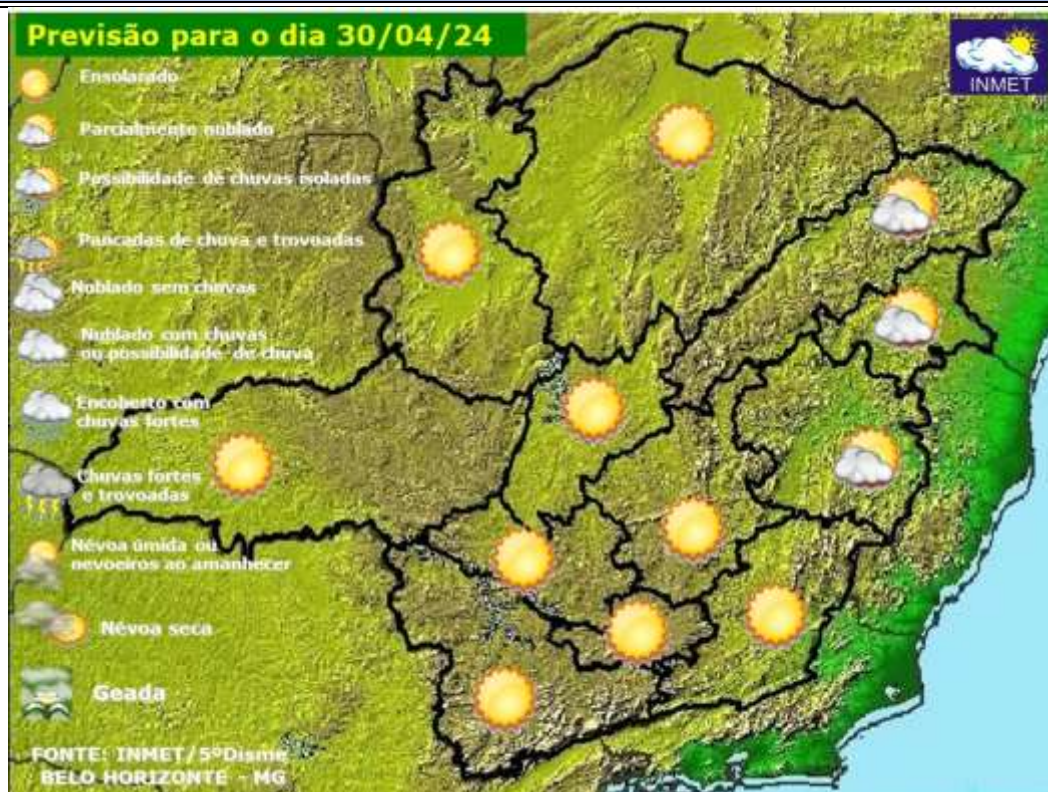 Previsão para o dia 30/04/24
INMET
Ensolarado
Parcialmente nublado
Possibilidade de chuvas isoladas
Pancadas de chuva e trovoadas
Noblado sem chuvas
Nublado com chuvas
ou possibilidade de chuva
Encoberto com
chuvas fortes
Chuvas fortes
e trovoadas
Névoa úmida ou
nevoeiros ao amanhecer
Névoa seca
Geada
FONTE: INMET/5ºDisme
BELO HORIZONTE - MG